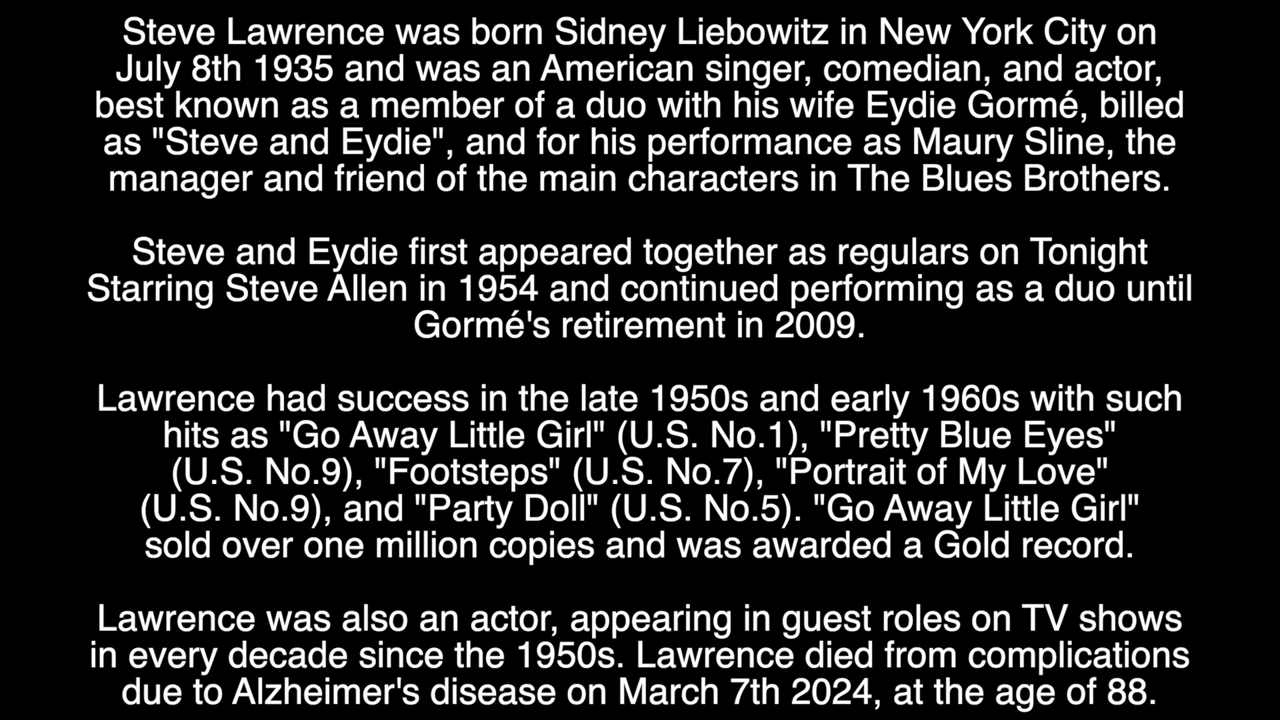 Steve Lawrence was born Sidney Liebowitz in New York City on
July 8th 1935 and was an American singer, comedian, and actor,
best known as a member of a duo with his wife Eydie Gormé, billed
as "Steve and Eydie", and for his performance as Maury Sline, the
manager and friend of the main characters in The Blues Brothers.
Steve and Eydie first appeared together as regulars on Tonight
Starring Steve Allen in 1954 and continued performing as a duo until
Gormé's retirement in 2009.
Lawrence had success in the late 1950s and early 1960s with such
hits as "Go Away Little Girl" (U.S. No.1), "Pretty Blue Eyes"
(U.S. No.9), "Footsteps" (U.S. No.7), "Portrait of My Love"
(U.S. No.9), and "Party Doll" (U.S. No.5). "Go Away Little Girl"
sold over one million copies and was awarded a Gold record.
Lawrence was also an actor, appearing in guest roles on TV shows
in every decade since the 1950s. Lawrence died from complications
due to Alzheimer's disease on March 7th 2024, at the age of 88.